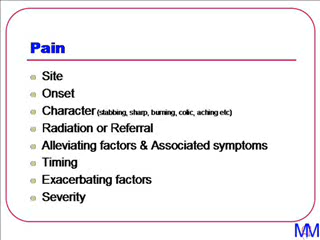 Pain
Site
Onset
Character (stabbing, sharp, burning, colic, aching etc)
Radiation or Referral
Alleviating factors & Associated symptoms
Timing
Exacerbating factors
Severity
MM